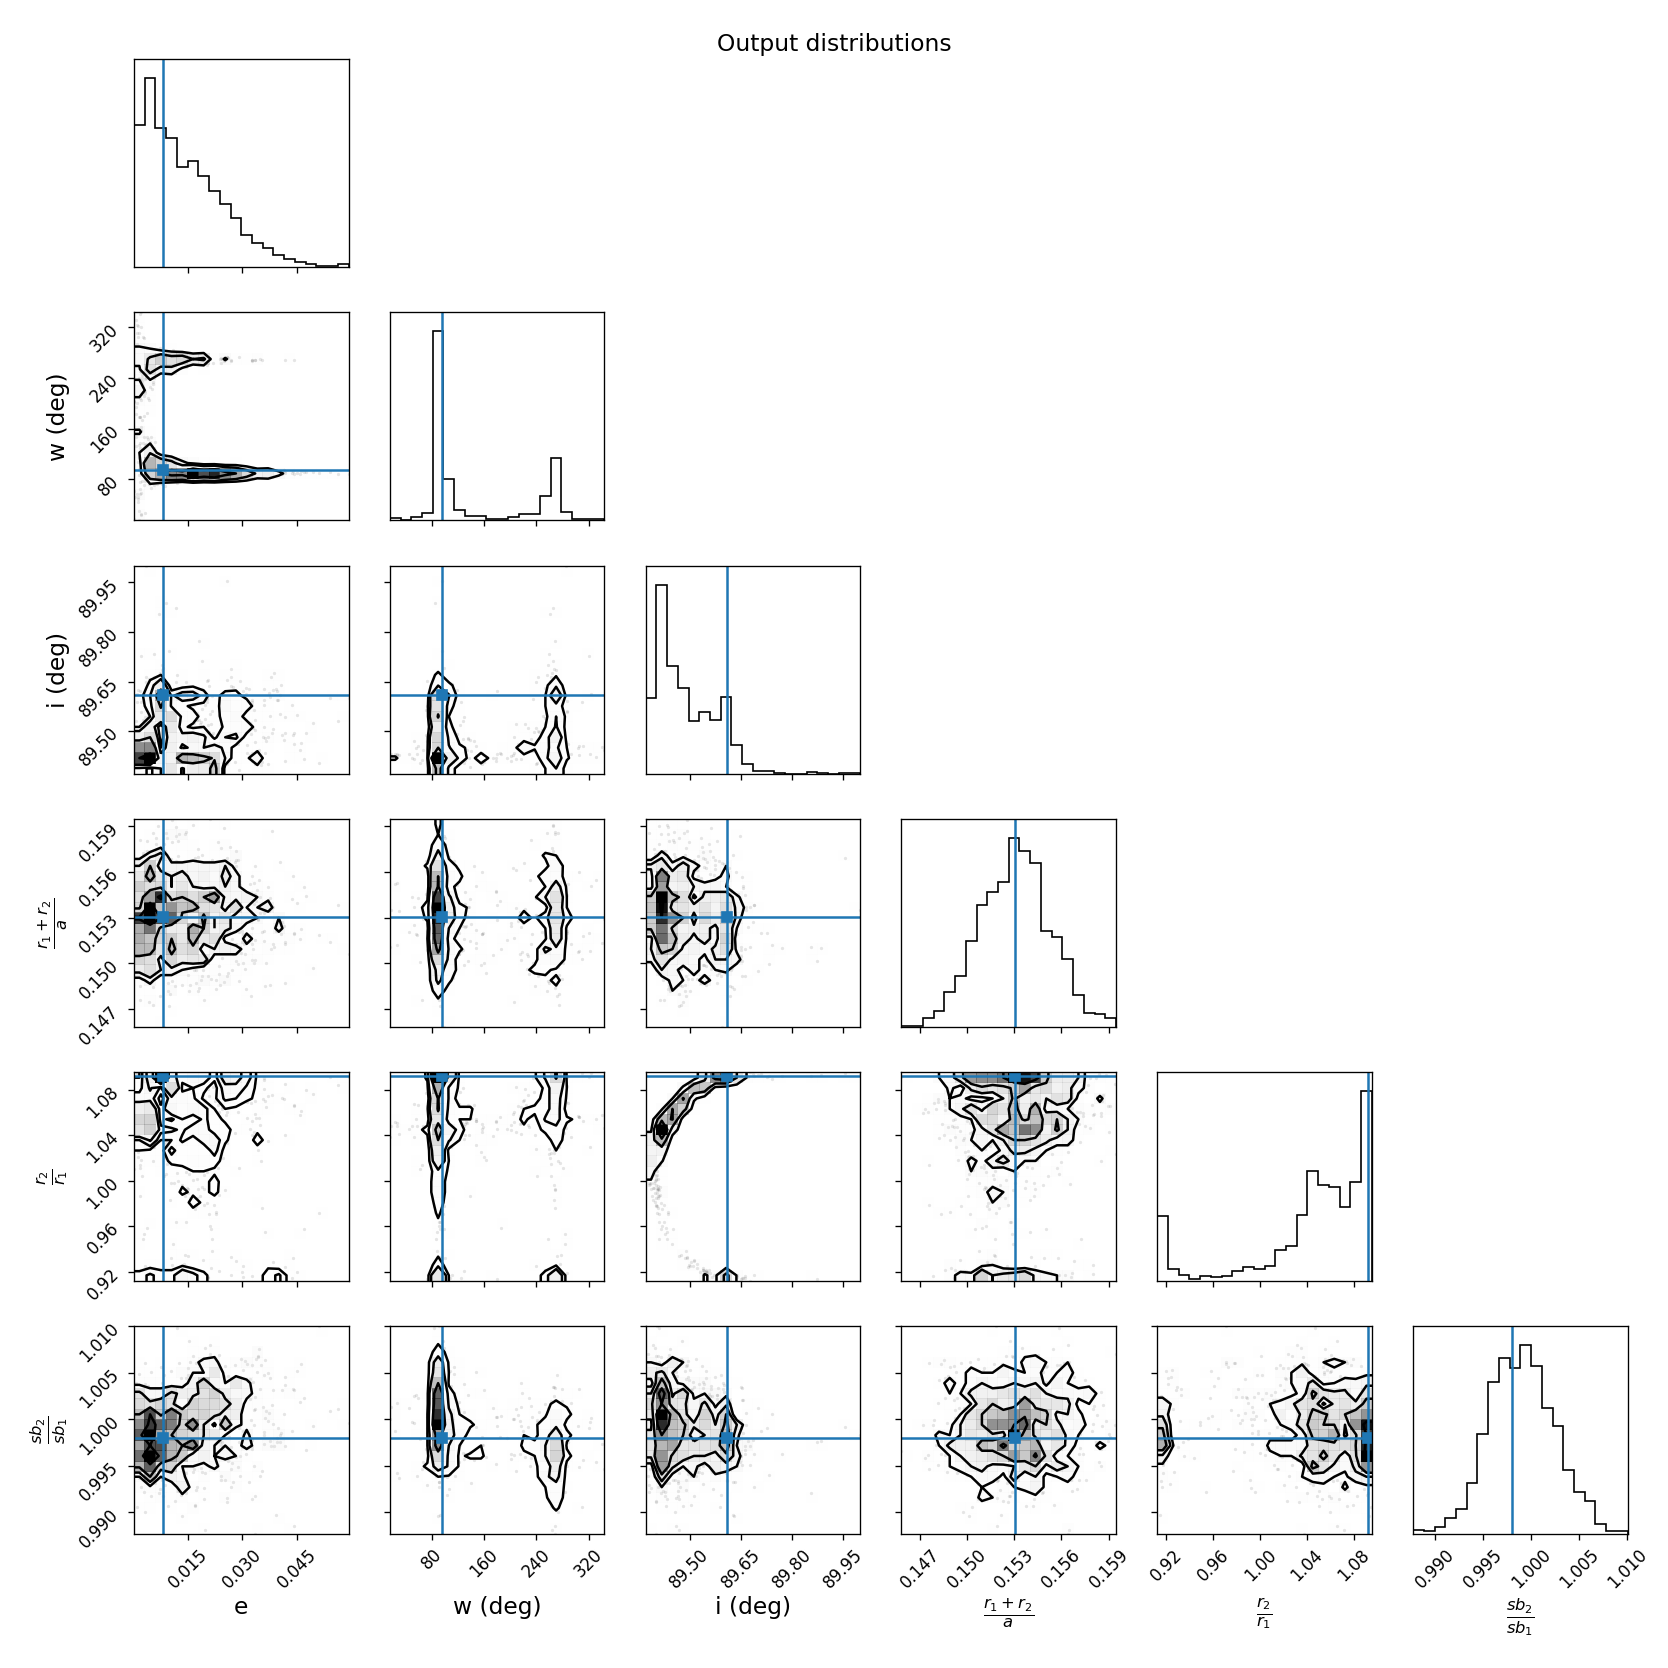 Output distributions
w (deg)
320
240
160
80
i (deg)
89.95
89.80
89.65
89.50
r₁ + r₂
a
0.159
0.156
0.153
0.150
0.147
r₂
r₁
1.08
1.04
1.00
0.96
0.92
sb₂
sb₁
1.010
1.005
1.000
0.995
0.990
0.015 0.030 0.045
80 160 240 320
89.50 89.65 89.80 89.95
0.147 0.150 0.153 0.156 0.159
0.92 0.96 1.00 1.04 1.08
0.990 0.995 1.000 1.005 1.010
e
w (deg)
i (deg)
r₁ + r₂
a
r₂
r₁
sb₂
sb₁